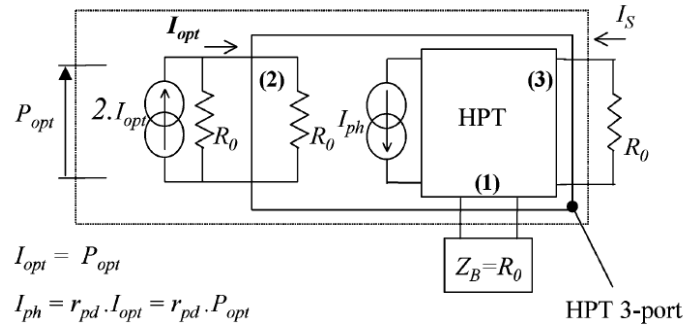 I_opt
I_S
(2)
(3)
P_opt
2.I_opt
R_0
R_0
I_ph
HPT
R_0
(1)
Z_B=R_0
I_opt = P_opt
I_ph = r_pd .I_opt = r_pd .P_opt
HPT 3-port